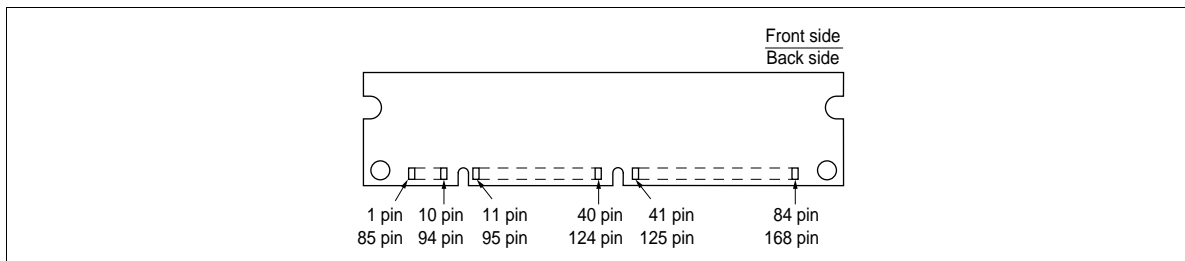 Front side
Back side
1 pin 10 pin 11 pin 40 pin 41 pin 84 pin
85 pin 94 pin 95 pin 124 pin 125 pin 168 pin